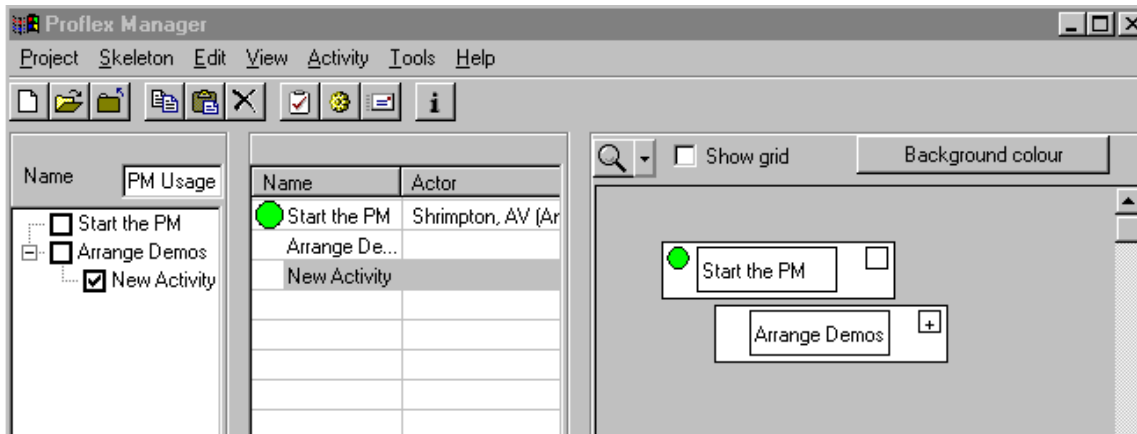 Proflex Manager
Project Skeleton Edit View Activity Tools Help
Name PM Usage
Start the PM
Arrange Demos
New Activity
Name Actor
Start the PM Shrimpton, AV (Ar
Arrange De...
New Activity
Show grid Background colour
Start the PM
Arrange Demos